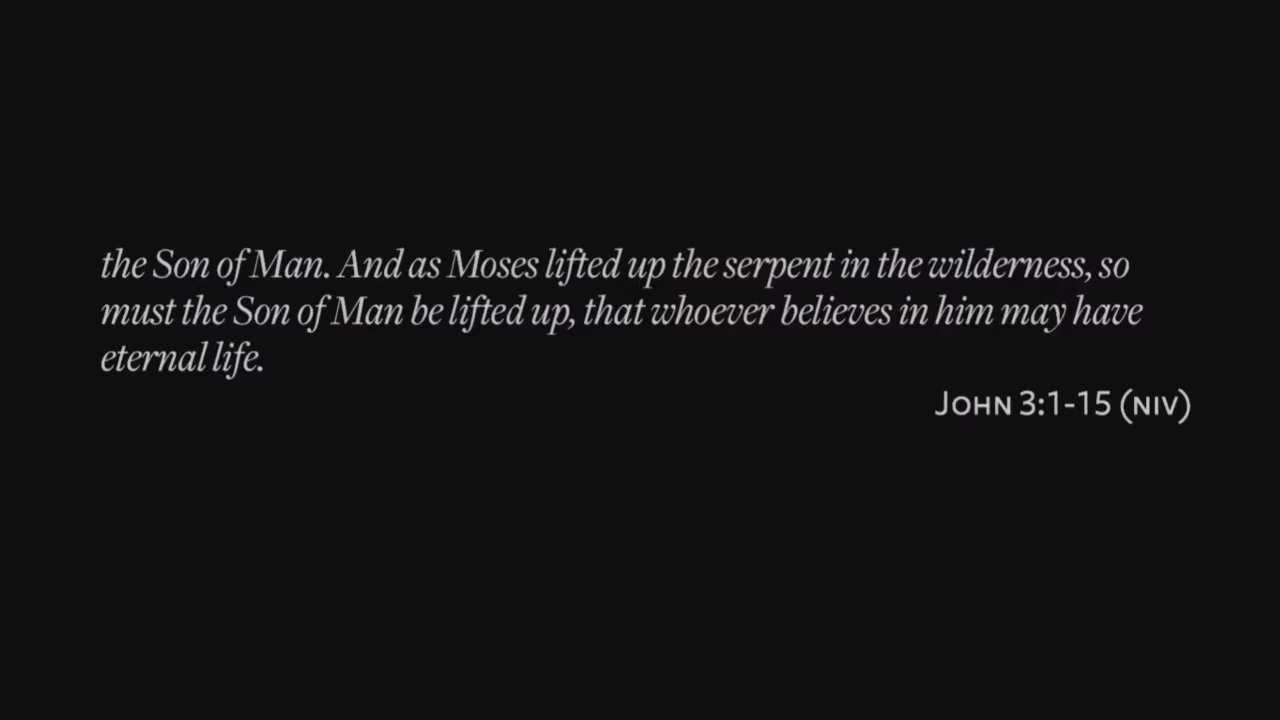 the Son of Man. And as Moses lifted up the serpent in the wilderness, so
must the Son of Man be lifted up, that whoever believes in him may have
eternal life.
John 3:1-15 (NIV)